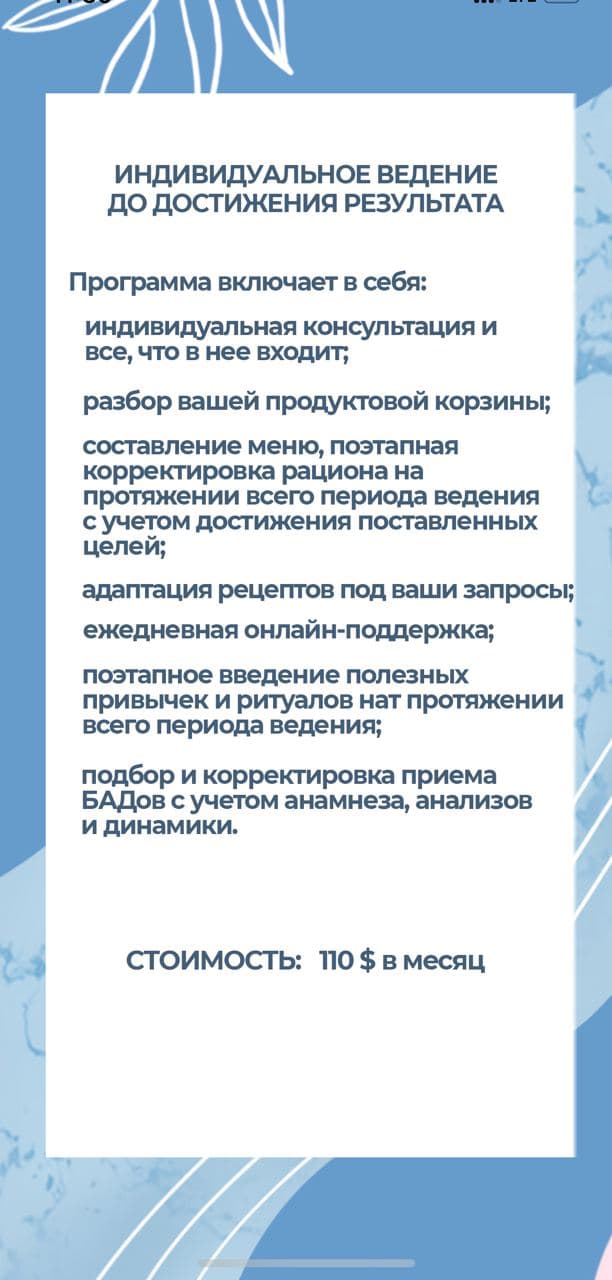 ИНДИВИДУАЛЬНОЕ ВЕДЕНИЕ
ДО ДОСТИЖЕНИЯ РЕЗУЛЬТАТА
Программа включает в себя:
индивидуальная консультация и
все, что в нее входит;
разбор вашей продуктовой корзины;
составление меню, поэтапная
корректировка рациона на
протяжении всего периода ведения
с учетом достижения поставленных
целей;
адаптация рецептов под ваши запросы;
ежедневная онлайн-поддержка;
поэтапное введение полезных
привычек и ритуалов нат протяжении
всего периода ведения;
подбор и корректировка приема
БАДов с учетом анамнеза, анализов
и динамики.
СТОИМОСТЬ: 110 $ в месяц